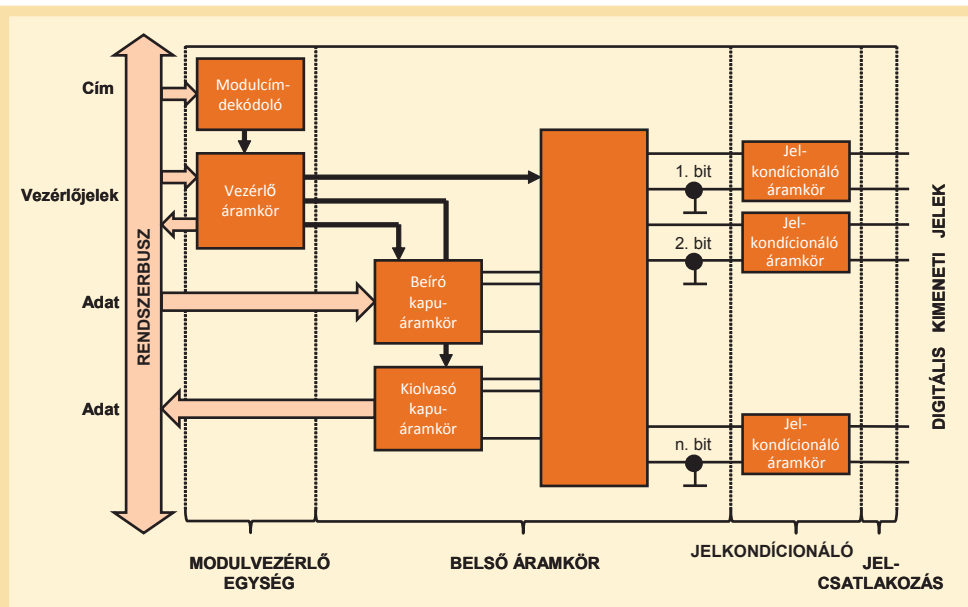 Cím
Modulcím-
dekódoló
Vezérlőjelek
Vezérlő
áramkör
RENDSZERBUSZ
Adat
Beíró
kapu-
áramkör
Adat
Kiolvasó
kapu-
áramkör
1. bit
Jel-
kondícionáló
áramkör
2. bit
Jel-
kondícionáló
áramkör
n. bit
Jel-
kondícionáló
áramkör
DIGITÁLIS KIMENETI JELEK
MODULVEZÉRLŐ
EGYSÉG
BELSŐ ÁRAMKÖR
JELKONDÍCIONÁLÓ
JEL-
CSATLAKOZÁS